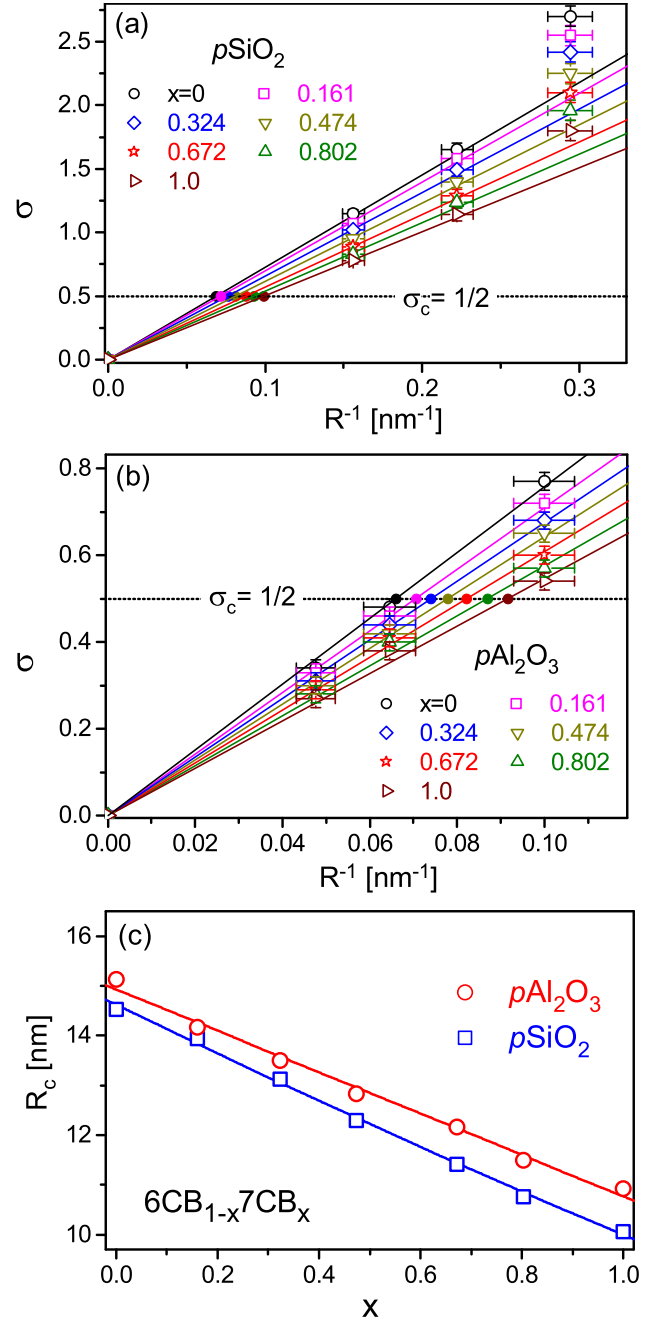 (a)
pSiO₂
x=0 0.161
0.324 0.474
0.672 0.802
1.0
σc = 1/2
2.5
2.0
1.5
1.0
0.5
0.0
σ
0.0 0.1 0.2 0.3
R⁻¹ [nm⁻¹]
(b)
σc = 1/2
pAl₂O₃
x=0 0.161
0.324 0.474
0.672 0.802
1.0
0.8
0.6
0.4
0.2
0.0
σ
0.00 0.02 0.04 0.06 0.08 0.10
R⁻¹ [nm⁻¹]
(c)
pAl₂O₃
pSiO₂
6CB₁₋ₓ7CBₓ
16
14
12
10
Rc [nm]
0.0 0.2 0.4 0.6 0.8 1.0
x